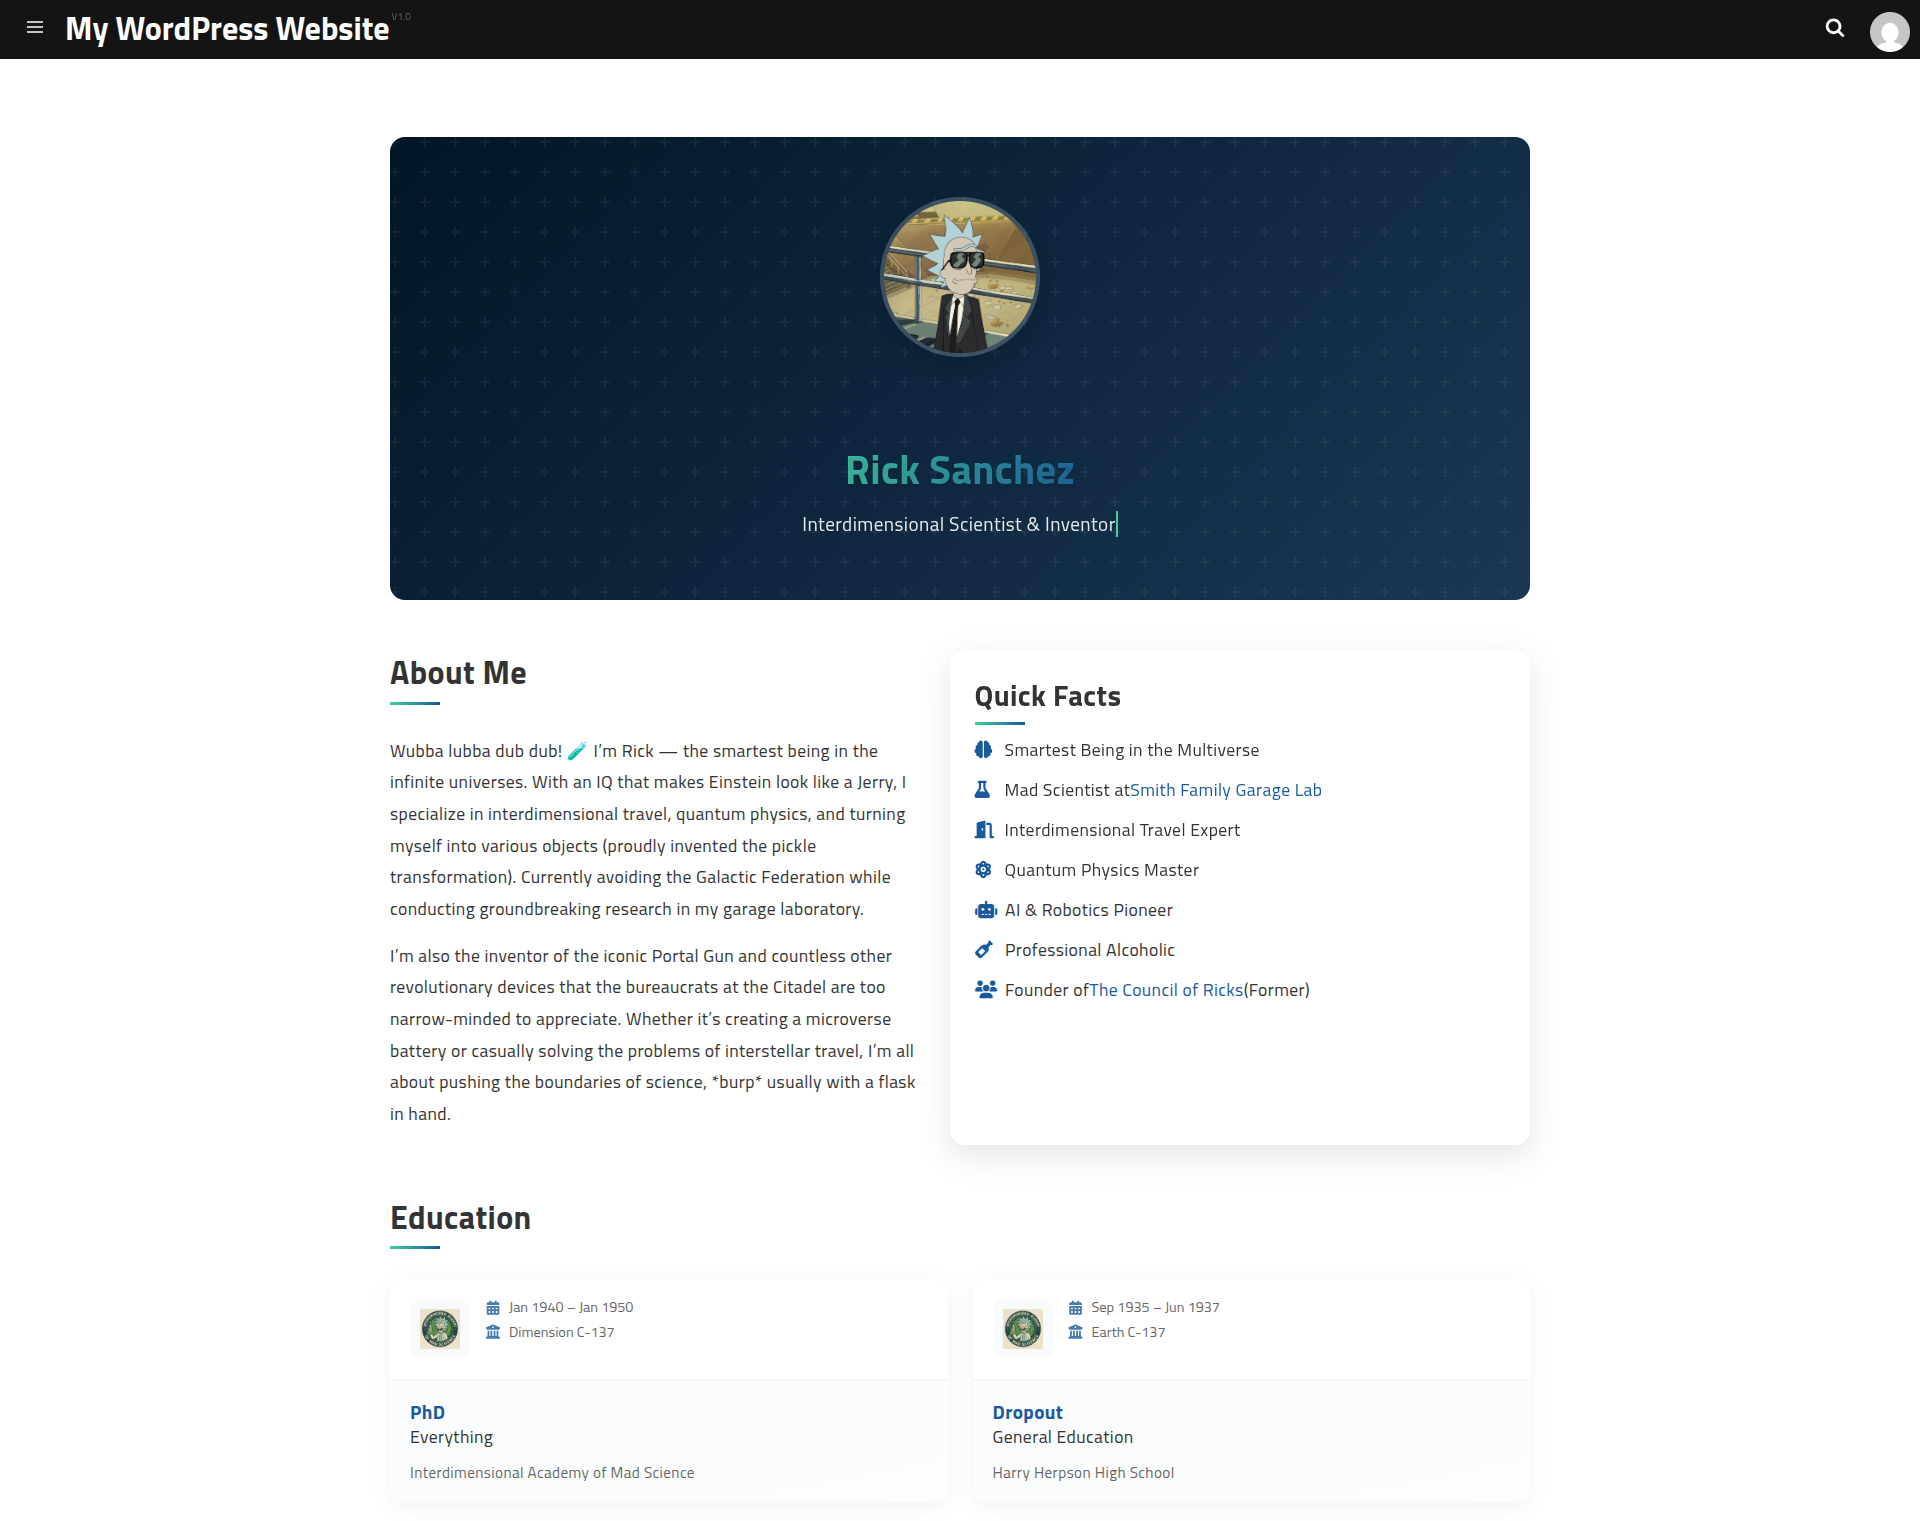 My WordPress Website V1.0
Rick Sanchez
Interdimensional Scientist & Inventor
About Me
Wubba lubba dub dub! 🧪 I’m Rick — the smartest being in the
infinite universes. With an IQ that makes Einstein look like a Jerry, I
specialize in interdimensional travel, quantum physics, and turning
myself into various objects (proudly invented the pickle
transformation). Currently avoiding the Galactic Federation while
conducting groundbreaking research in my garage laboratory.
I’m also the inventor of the iconic Portal Gun and countless other
revolutionary devices that the bureaucrats at the Citadel are too
narrow-minded to appreciate. Whether it’s creating a microverse
battery or casually solving the problems of interstellar travel, I’m all
about pushing the boundaries of science, *burp* usually with a flask
in hand.
Quick Facts
Smartest Being in the Multiverse
Mad Scientist atSmith Family Garage Lab
Interdimensional Travel Expert
Quantum Physics Master
AI & Robotics Pioneer
Professional Alcoholic
Founder ofThe Council of Ricks(Former)
Education
Jan 1940 – Jan 1950
Dimension C-137
PhD
Everything
Interdimensional Academy of Mad Science
Sep 1935 – Jun 1937
Earth C-137
Dropout
General Education
Harry Herpson High School